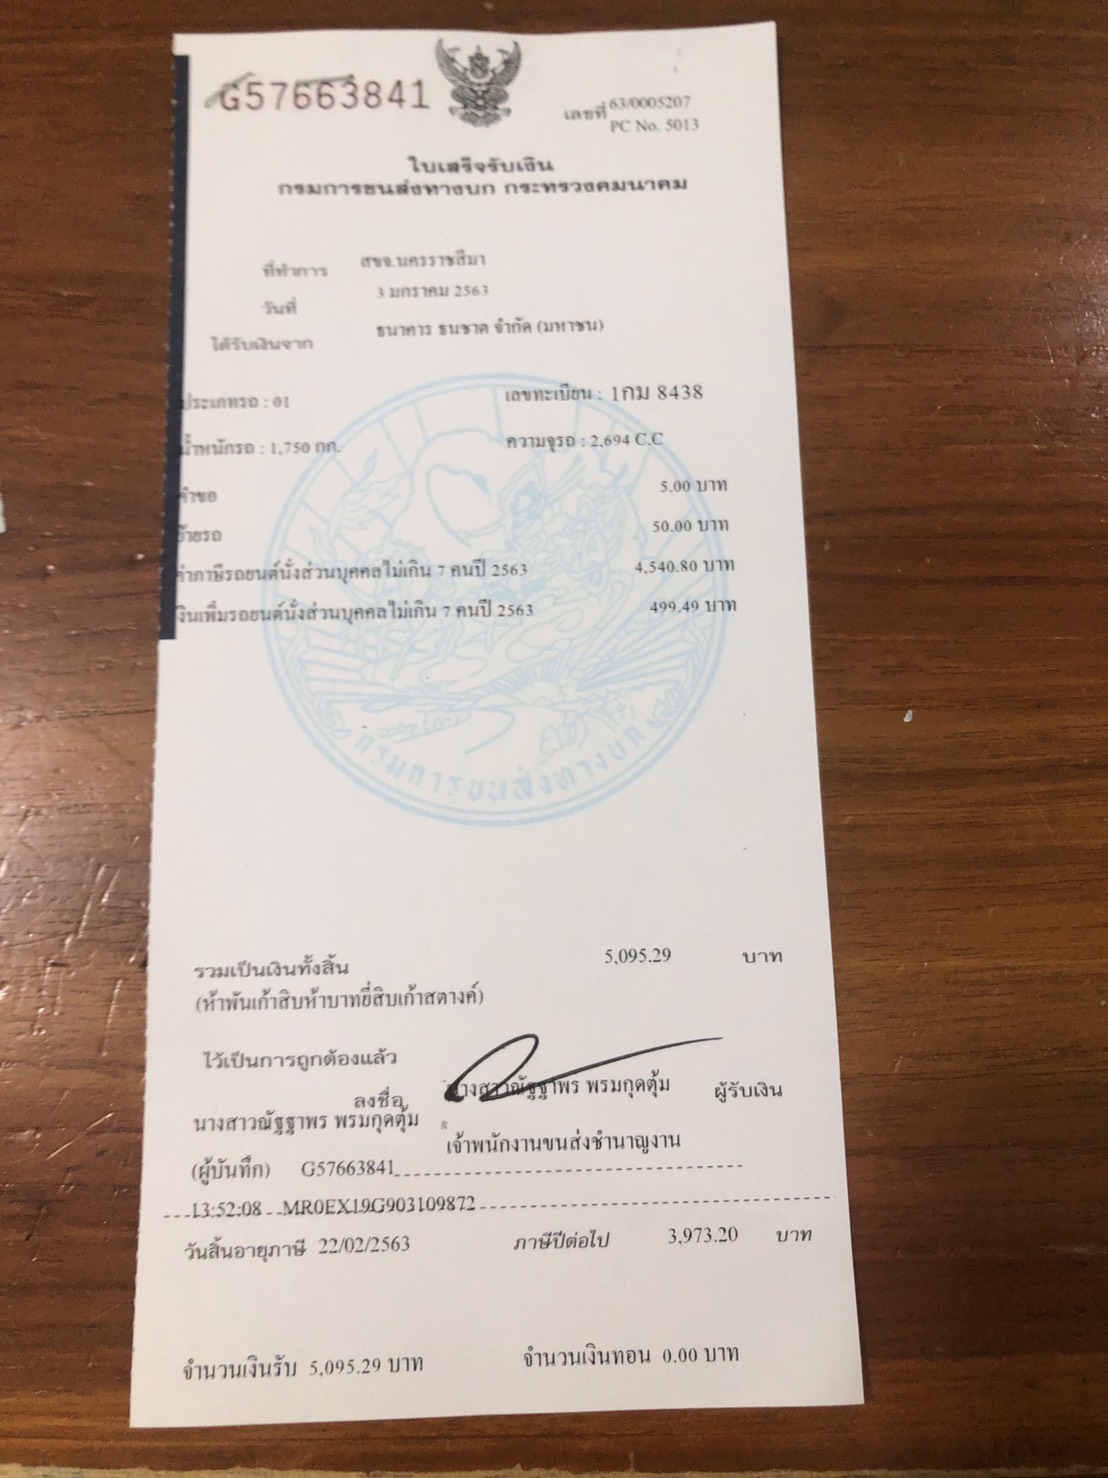 G57663841
เลขที่ 63/0005207
PC No. 5013
ใบเสร็จรับเงิน
กรมการขนส่งทางบก กระทรวงคมนาคม
ที่ทำการ สขจ.นครราชสีมา
วันที่ 3 มกราคม 2563
ได้รับเงินจาก ธนาคาร ธนชาต จำกัด (มหาชน)
ประเภทรถ : 01 เลขทะเบียน : 1กม 8438
น้ำหนักรถ : 1,750 กก. ความจุรถ : 2,694 C.C
คำขอ 5.00 บาท
ย้ายรถ 50.00 บาท
ค่าภาษีรถยนต์นั่งส่วนบุคคลไม่เกิน 7 คนปี 2563 4,540.80 บาท
เงินเพิ่มรถยนต์นั่งส่วนบุคคลไม่เกิน 7 คนปี 2563 499.49 บาท
กรมการขนส่งทางบก
รวมเป็นเงินทั้งสิ้น 5,095.29 บาท
(ห้าพันเก้าสิบห้าบาทยี่สิบเก้าสตางค์)
ไว้เป็นการถูกต้องแล้ว
ลงชื่อ นางสาวณัฐฐาพร พรมกุดตุ้ม ผู้รับเงิน
นางสาวณัฐฐาพร พรมกุดตุ้ม
เจ้าพนักงานขนส่งชำนาญงาน
(ผู้บันทึก) G57663841
13:52:08 MR0EX19G903109872
วันสิ้นอายุภาษี 22/02/2563 ภาษีปีต่อไป 3,973.20 บาท
จำนวนเงินรับ 5,095.29 บาท จำนวนเงินทอน 0.00 บาท